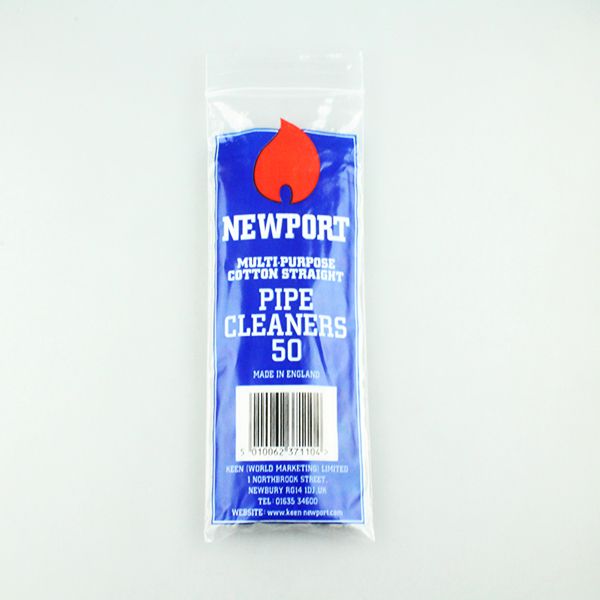 NEWPORT
MULTI-PURPOSE
COTTON STRAIGHT
PIPE
CLEANERS
50
MADE IN ENGLAND
5 010062 371104 >
KEEN (WORLD MARKETING) LIMITED
1 NORTHBROOK STREET,
NEWBURY RG14 1DJ.UK
TEL : 01635 34600
WEBSITE: www.keen newport.com